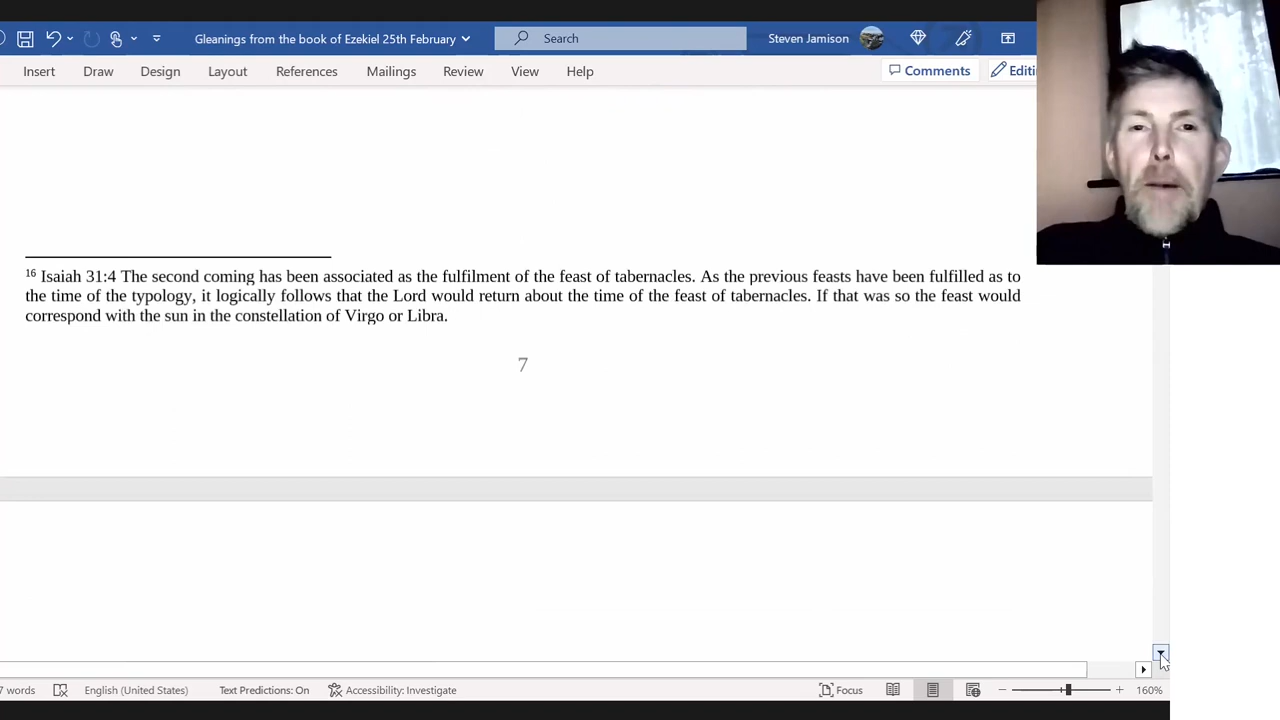 Gleanings from the book of Ezekiel 25th February
Search
Steven Jamison
Insert Draw Design Layout References Mailings Review View Help
Comments
Editi
16 Isaiah 31:4 The second coming has been associated as the fulfilment of the feast of tabernacles. As the previous feasts have been fulfilled as to
the time of the typology, it logically follows that the Lord would return about the time of the feast of tabernacles. If that was so the feast would
correspond with the sun in the constellation of Virgo or Libra.
7
7 words English (United States) Text Predictions: On Accessibility: Investigate Focus 160%